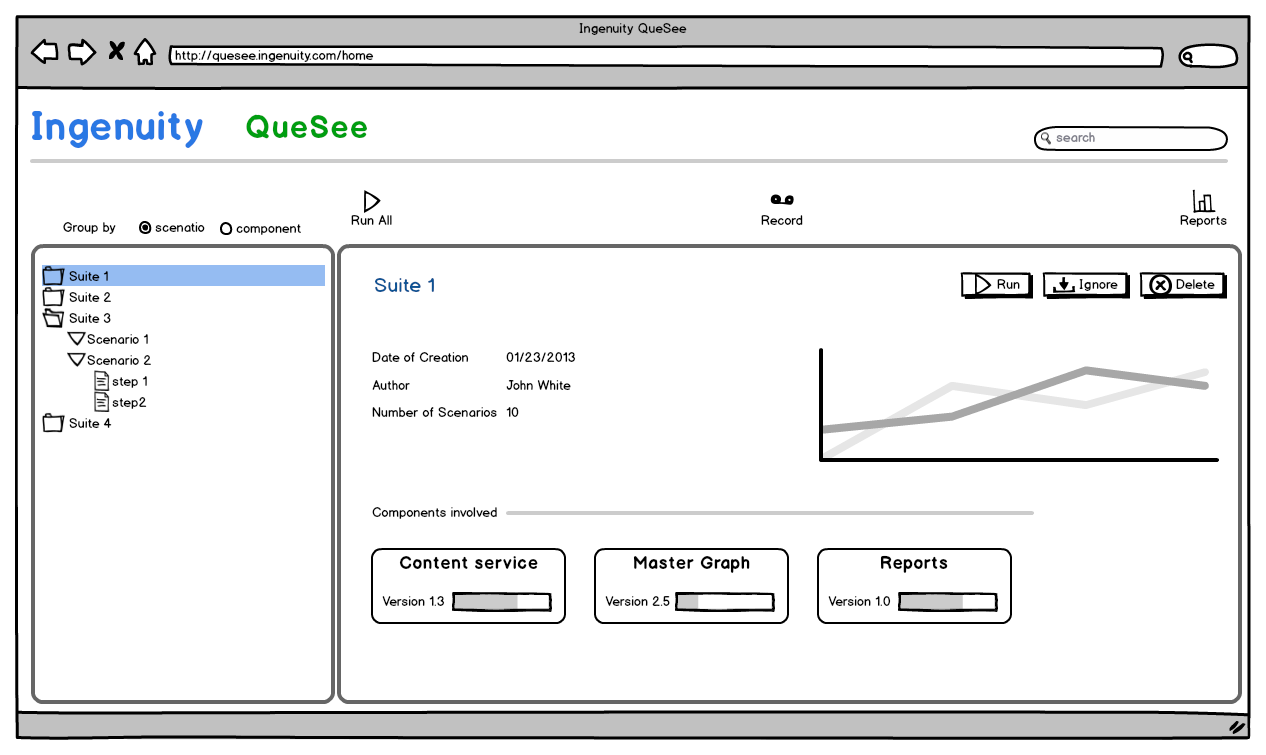 Ingenuity QueSee
http://quesee.ingenuity.com/home
Ingenuity QueSee
search
Run All
Record
Reports
Group by scenatio component
Suite 1
Suite 2
Suite 3
Scenario 1
Scenario 2
step 1
step2
Suite 4
Suite 1
Run Ignore Delete
Date of Creation 01/23/2013
Author John White
Number of Scenarios 10
Components involved
Content service
Version 1.3
Master Graph
Version 2.5
Reports
Version 1.0